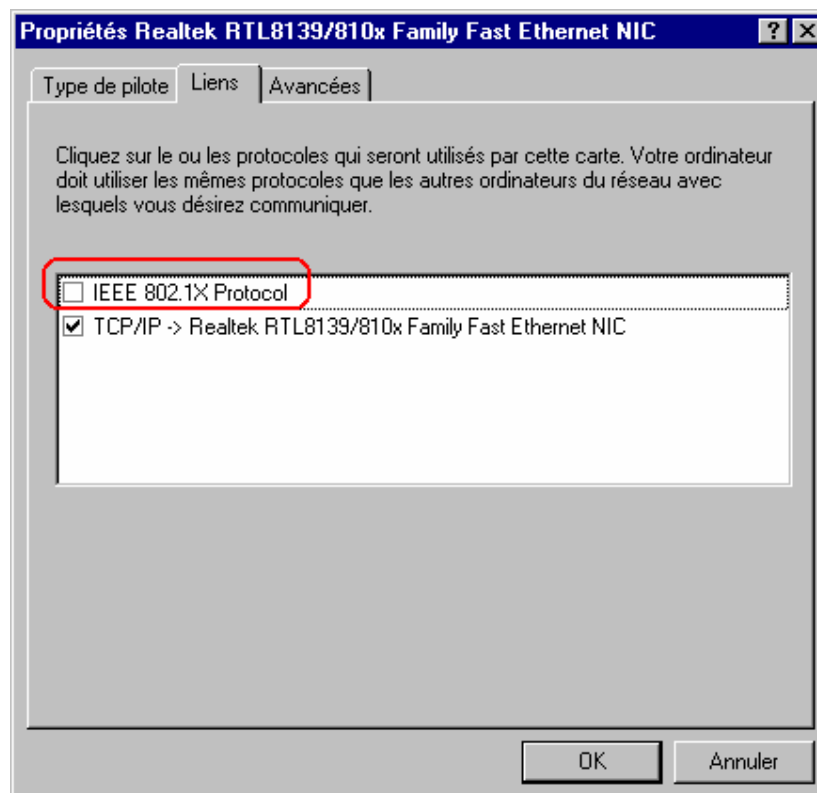 Propriétés Realtek RTL8139/810x Family Fast Ethernet NIC
Type de pilote Liens Avancées
Cliquez sur le ou les protocoles qui seront utilisés par cette carte. Votre ordinateur
doit utiliser les mêmes protocoles que les autres ordinateurs du réseau avec
lesquels vous désirez communiquer.
IEEE 802.1X Protocol
TCP/IP -> Realtek RTL8139/810x Family Fast Ethernet NIC
OK Annuler